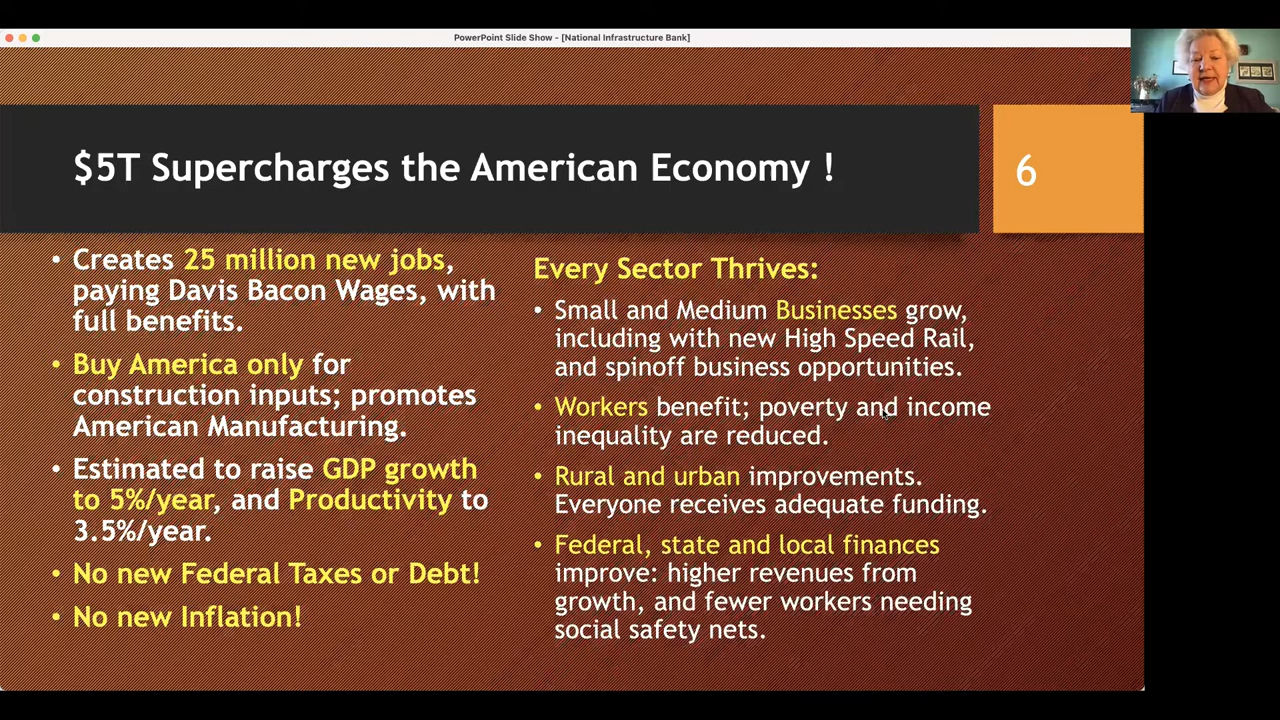 PowerPoint Slide Show - [National Infrastructure Bank]
$5T Supercharges the American Economy !
6
• Creates 25 million new jobs,
paying Davis Bacon Wages, with
full benefits.
• Buy America only for
construction inputs; promotes
American Manufacturing.
• Estimated to raise GDP growth
to 5%/year, and Productivity to
3.5%/year.
• No new Federal Taxes or Debt!
• No new Inflation!
Every Sector Thrives:
• Small and Medium Businesses grow,
including with new High Speed Rail,
and spinoff business opportunities.
• Workers benefit; poverty and income
inequality are reduced.
• Rural and urban improvements.
Everyone receives adequate funding.
• Federal, state and local finances
improve: higher revenues from
growth, and fewer workers needing
social safety nets.